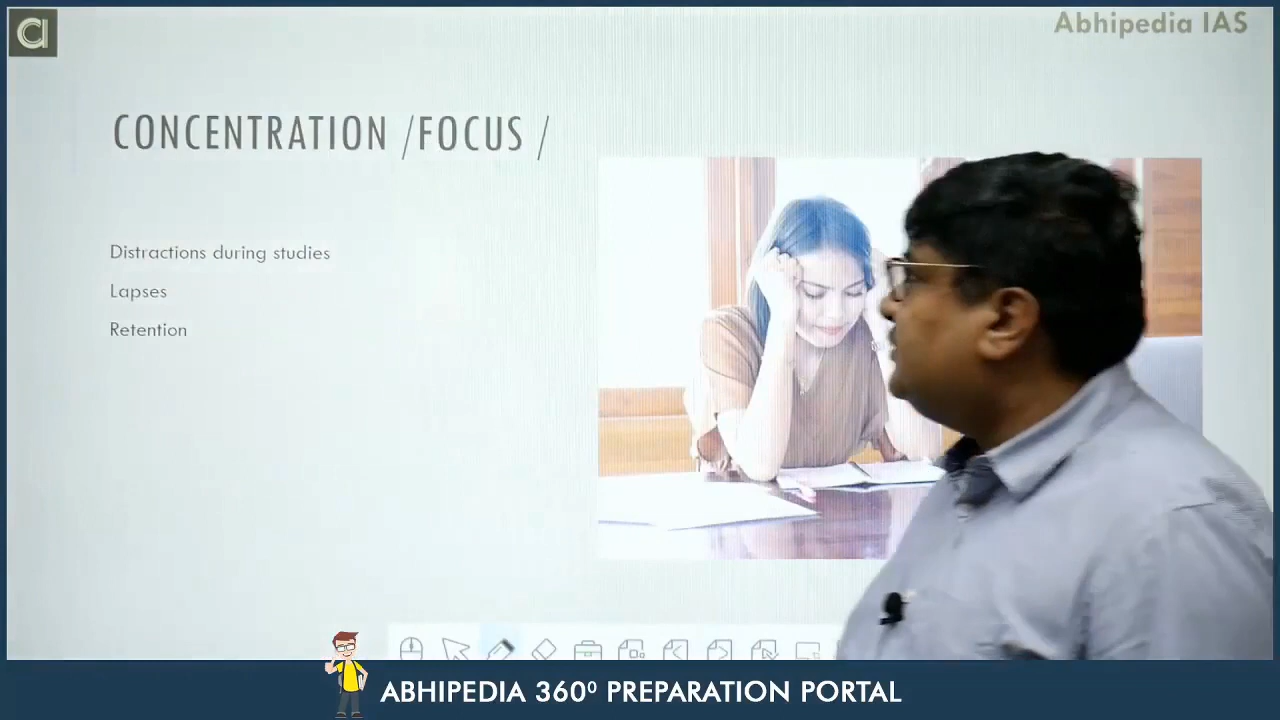 Abhipedia IAS
CONCENTRATION /FOCUS /
Distractions during studies
Lapses
Retention
ABHIPEDIA 360⁰ PREPARATION PORTAL